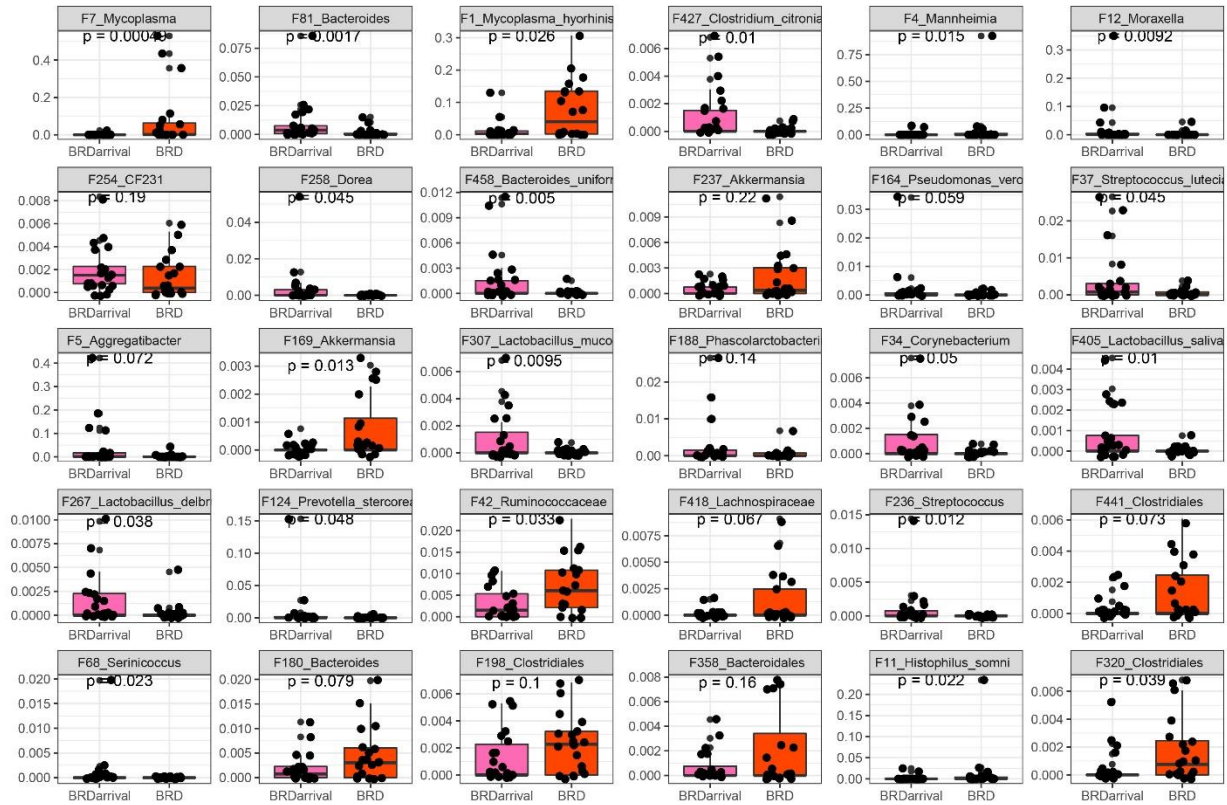 F7_Mycoplasma F81_Bacteroides F1_Mycoplasma_hyorhinis F427_Clostridium_citronia F4_Mannheimia F12_Moraxella
p = 0.00049 p = 0.0017 p = 0.026 p = 0.01 p = 0.015 p = 0.0092
0.4 0.2 0.0
0.075 0.050 0.025 0.000
0.3 0.2 0.1 0.0
0.006 0.004 0.002 0.000
0.75 0.50 0.25 0.00
0.3 0.2 0.1 0.0
BRDarrival BRD BRDarrival BRD BRDarrival BRD BRDarrival BRD BRDarrival BRD BRDarrival BRD
F254_CF231 F258_Dorea F458_Bacteroides_uniforr F237_Akkermansia F164_Pseudomonas_vero F37_Streptococcus_lutecia
p = 0.19 p = 0.045 p = 0.005 p = 0.22 p = 0.059 p = 0.045
0.008 0.006 0.004 0.002 0.000
0.04 0.02 0.00
0.012 0.008 0.004 0.000
0.009 0.006 0.003 0.000
0.03 0.02 0.01 0.00
0.02 0.01 0.00
BRDarrival BRD BRDarrival BRD BRDarrival BRD BRDarrival BRD BRDarrival BRD BRDarrival BRD
F5_Aggregatibacter F169_Akkermansia F307_Lactobacillus_muco F188_Phascolarctobacteri F34_Corynebacterium F405_Lactobacillus_saliva
p = 0.072 p = 0.013 p = 0.0095 p = 0.14 p = 0.05 p = 0.01
0.4 0.3 0.2 0.1 0.0
0.003 0.002 0.001 0.000
0.006 0.004 0.002 0.000
0.02 0.01 0.00
0.006 0.004 0.002 0.000
0.004 0.003 0.002 0.001 0.000
BRDarrival BRD BRDarrival BRD BRDarrival BRD BRDarrival BRD BRDarrival BRD BRDarrival BRD
F267_Lactobacillus_delbr F124_Prevotella_stercorea F42_Ruminococcaceae F418_Lachnospiraceae F236_Streptococcus F441_Clostridiales
p = 0.038 p = 0.048 p = 0.033 p = 0.067 p = 0.012 p = 0.073
0.0100 0.0075 0.0050 0.0025 0.0000
0.15 0.10 0.05 0.00
0.020 0.015 0.010 0.005 0.000
0.0075 0.0050 0.0025 0.0000
0.015 0.010 0.005 0.000
0.006 0.004 0.002 0.000
BRDarrival BRD BRDarrival BRD BRDarrival BRD BRDarrival BRD BRDarrival BRD BRDarrival BRD
F68_Serinicoccus F180_Bacteroides F198_Clostridiales F358_Bacteroidales F11_Histophilus_somni F320_Clostridiales
p = 0.023 p = 0.079 p = 0.1 p = 0.16 p = 0.022 p = 0.039
0.020 0.015 0.010 0.005 0.000
0.020 0.015 0.010 0.005 0.000
0.006 0.004 0.002 0.000
0.008 0.006 0.004 0.002 0.000
0.20 0.15 0.10 0.05 0.00
0.006 0.004 0.002 0.000
BRDarrival BRD BRDarrival BRD BRDarrival BRD BRDarrival BRD BRDarrival BRD BRDarrival BRD